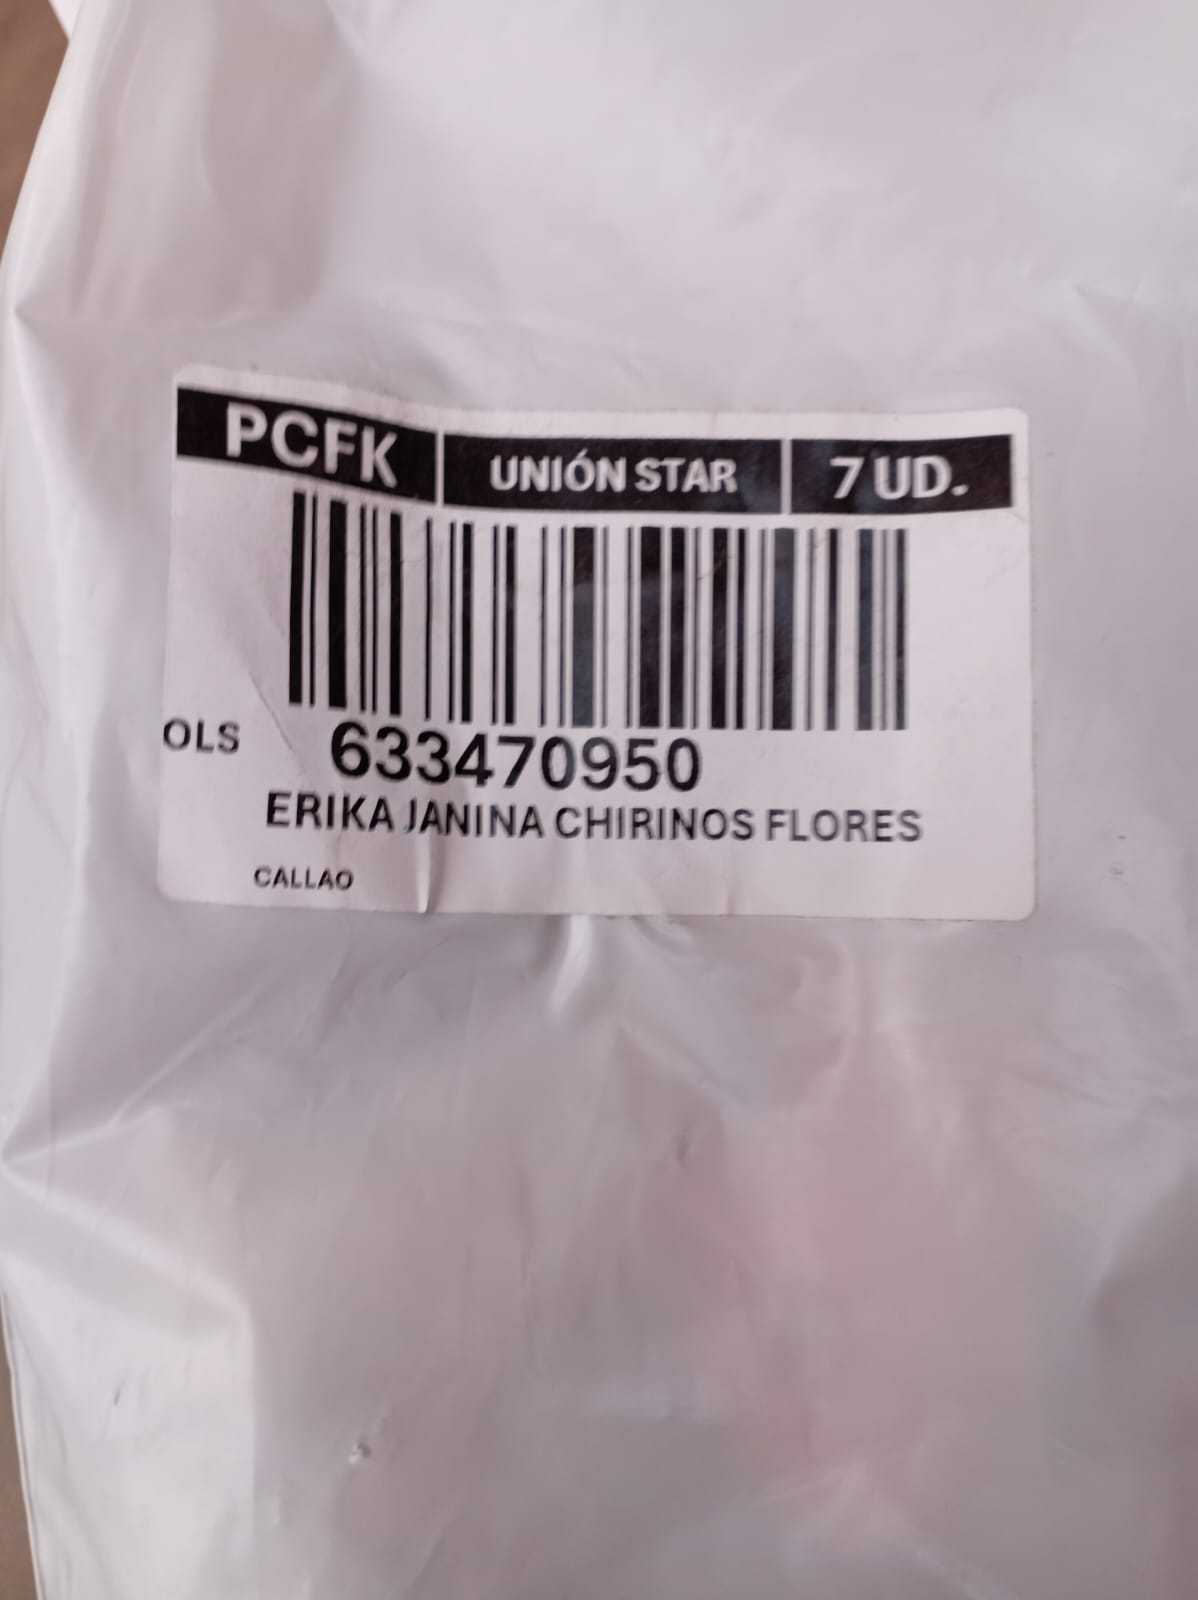 PCFK UNIÓN STAR 7 UD.
OLS 633470950
ERIKA JANINA CHIRINOS FLORES
CALLAO